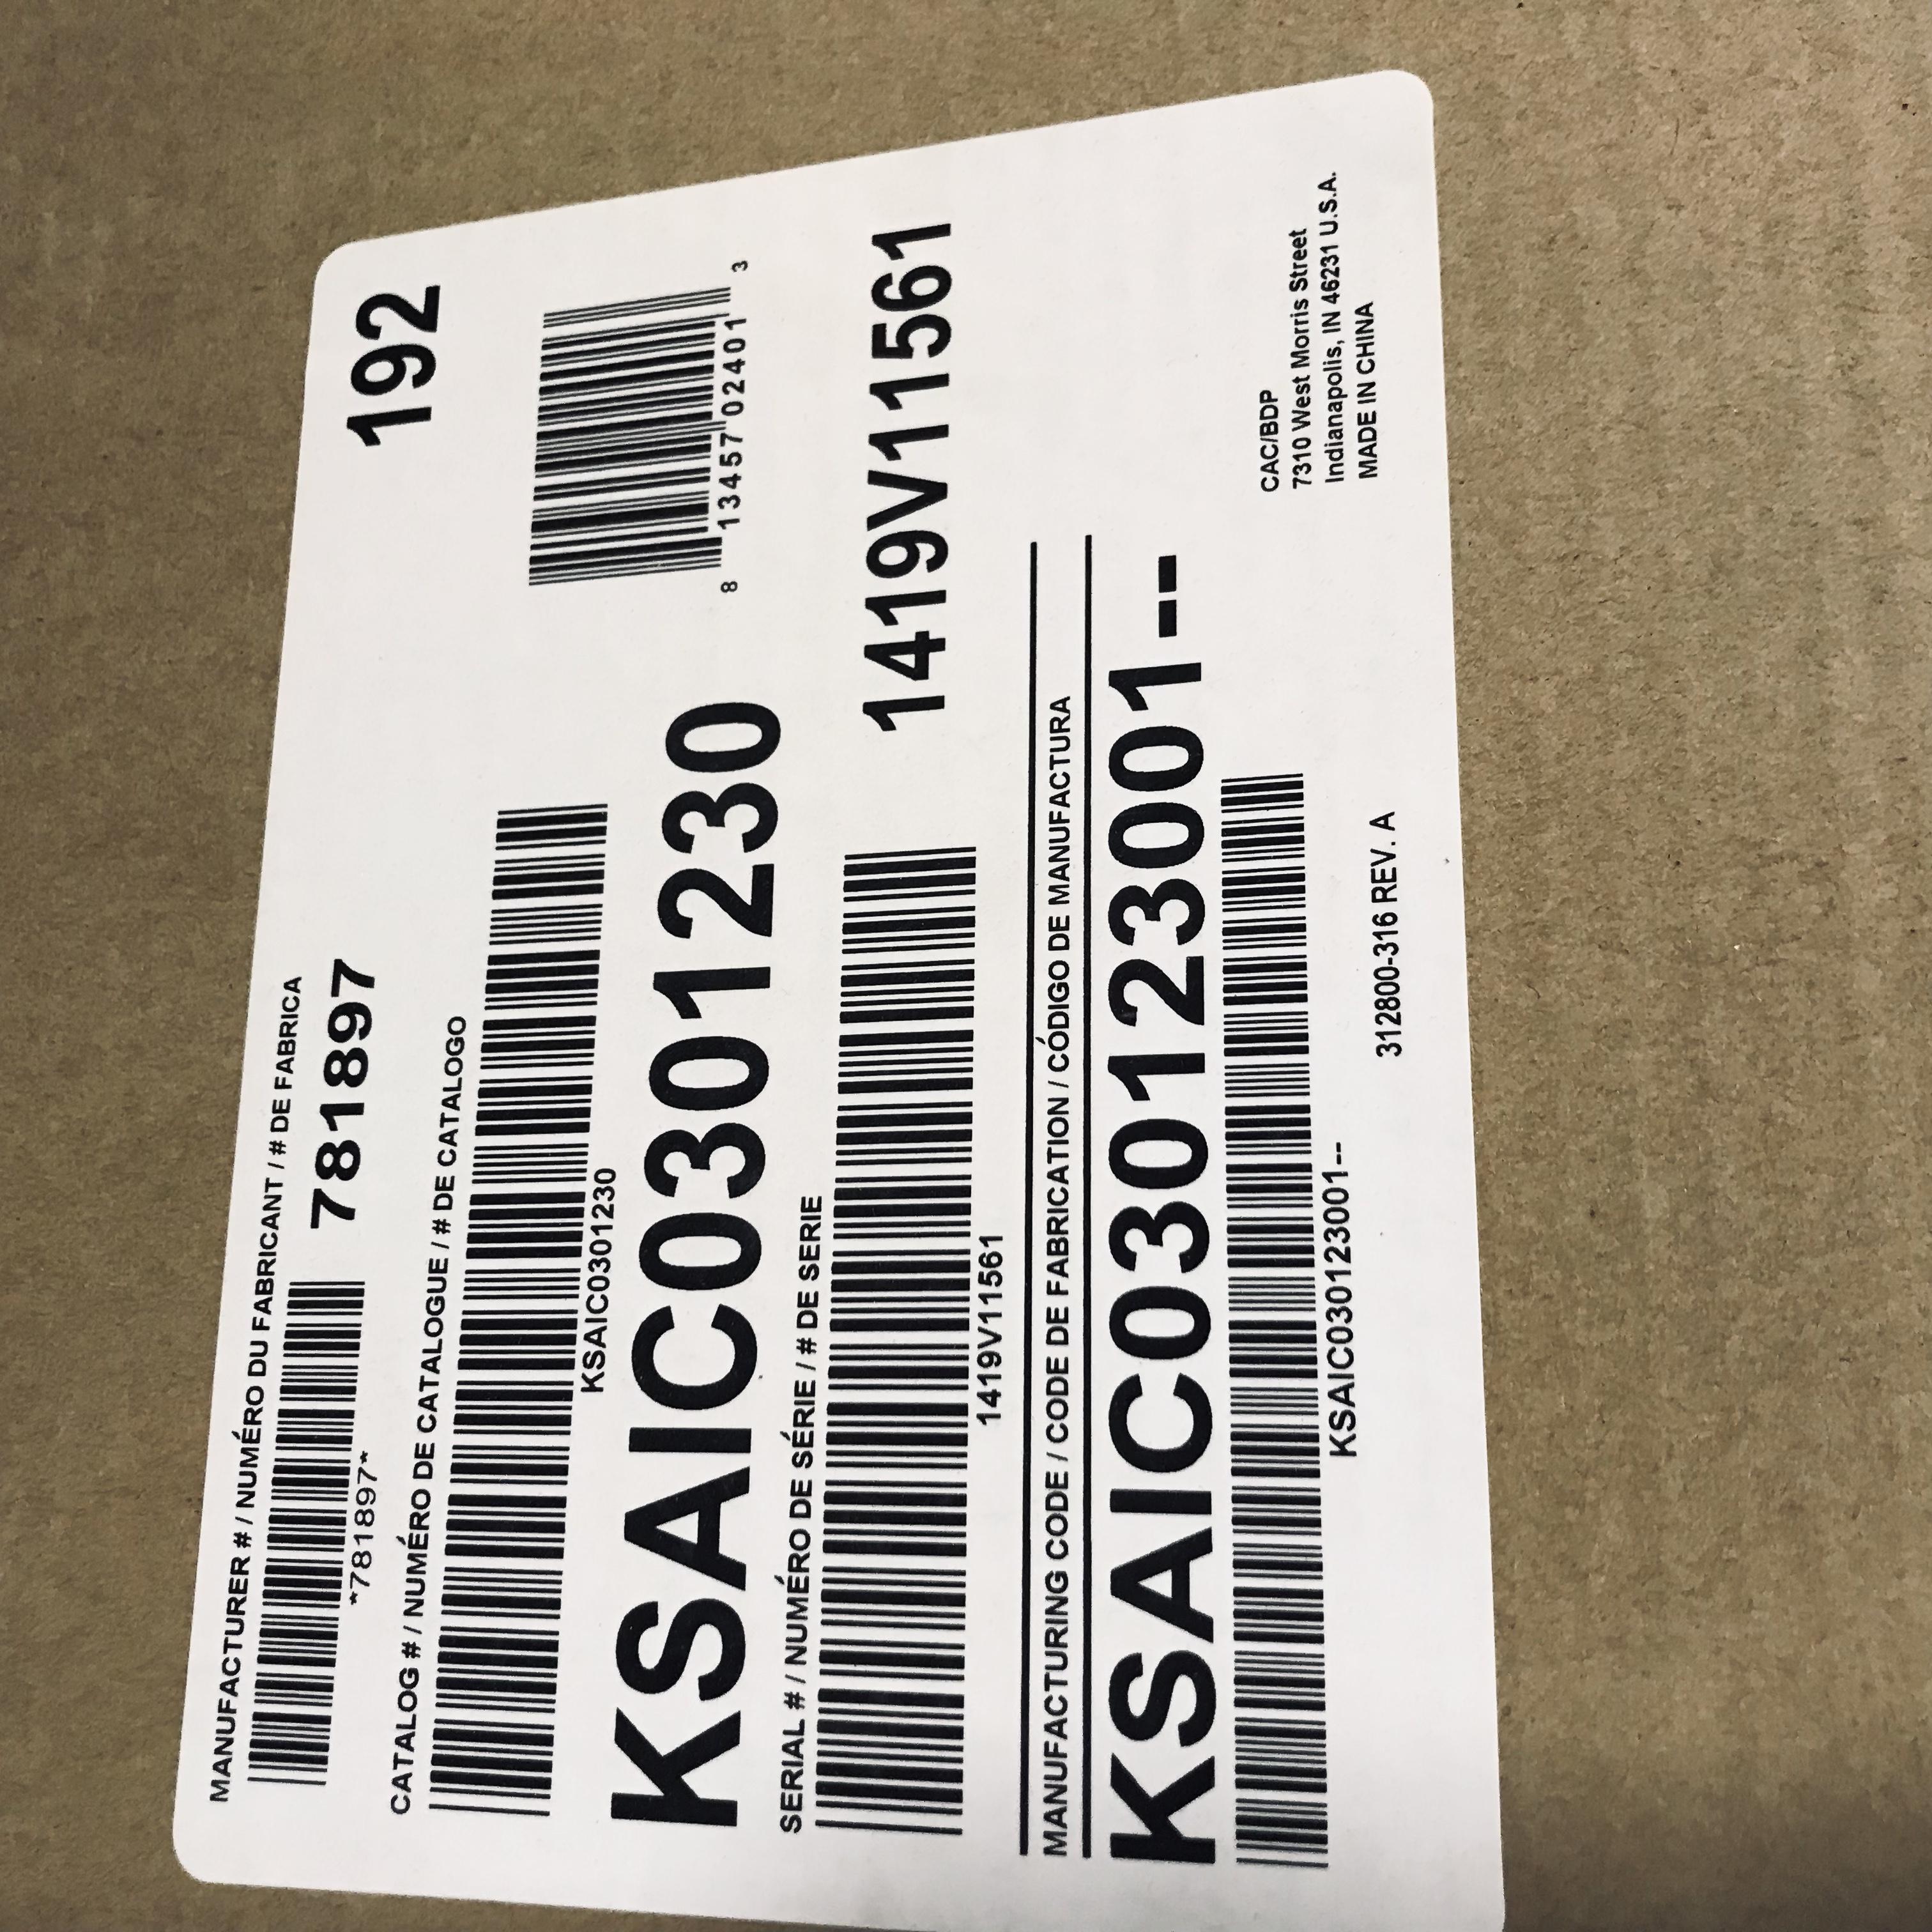 MANUFACTURER # / NUMÉRO DU FABRICANT / # DE FABRICA
781897
192
*781897*
CATALOG # / NUMÉRO DE CATALOGUE / # DE CATALOGO
KSAIC0301230
KSAIC0301230
8 13457 02401 3
SERIAL # / NUMÉRO DE SÉRIE / # DE SERIE
1419V11561
1419V11561
MANUFACTURING CODE / CODE DE FABRICATION / CÓDIGO DE MANUFACTURA
KSAIC030123001--
KSAIC030123001--
CAC/BDP
7310 West Morris Street
Indianapolis, IN 46231 U.S.A.
MADE IN CHINA
312800-316 REV. A